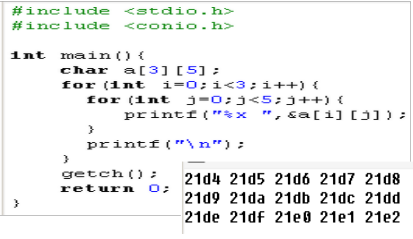 #include <stdio.h>
#include <conio.h>
int main(){
char a[3][5];
for(int i=0;i<3;i++){
for(int j=0;j<5;j++){
printf("%x ",&a[i][j]);
}
printf("\n");
}
getch();
return 0;
}
21d4 21d5 21d6 21d7 21d8
21d9 21da 21db 21dc 21dd
21de 21df 21e0 21e1 21e2